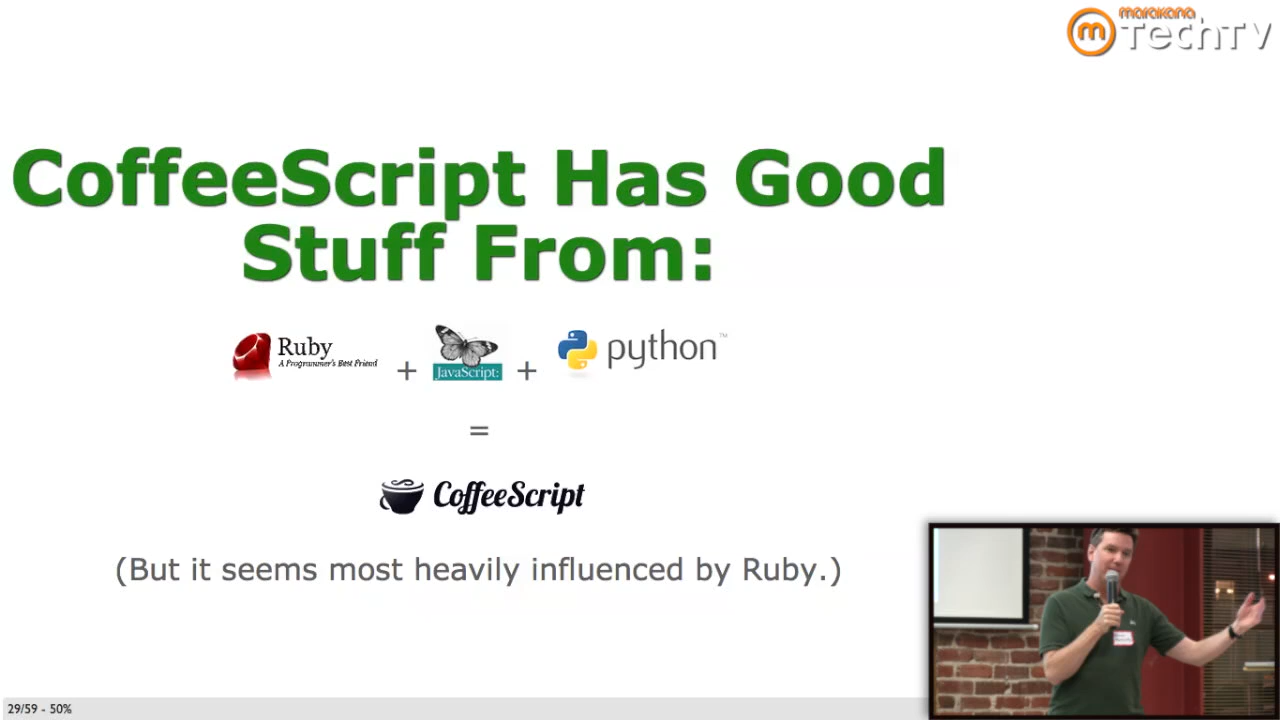 marakana
TechTV
CoffeeScript Has Good
Stuff From:
Ruby
A Programmer's Best Friend
+
JavaScript:
+
python™
=
CoffeeScript
(But it seems most heavily influenced by Ruby.)
29/59 - 50%